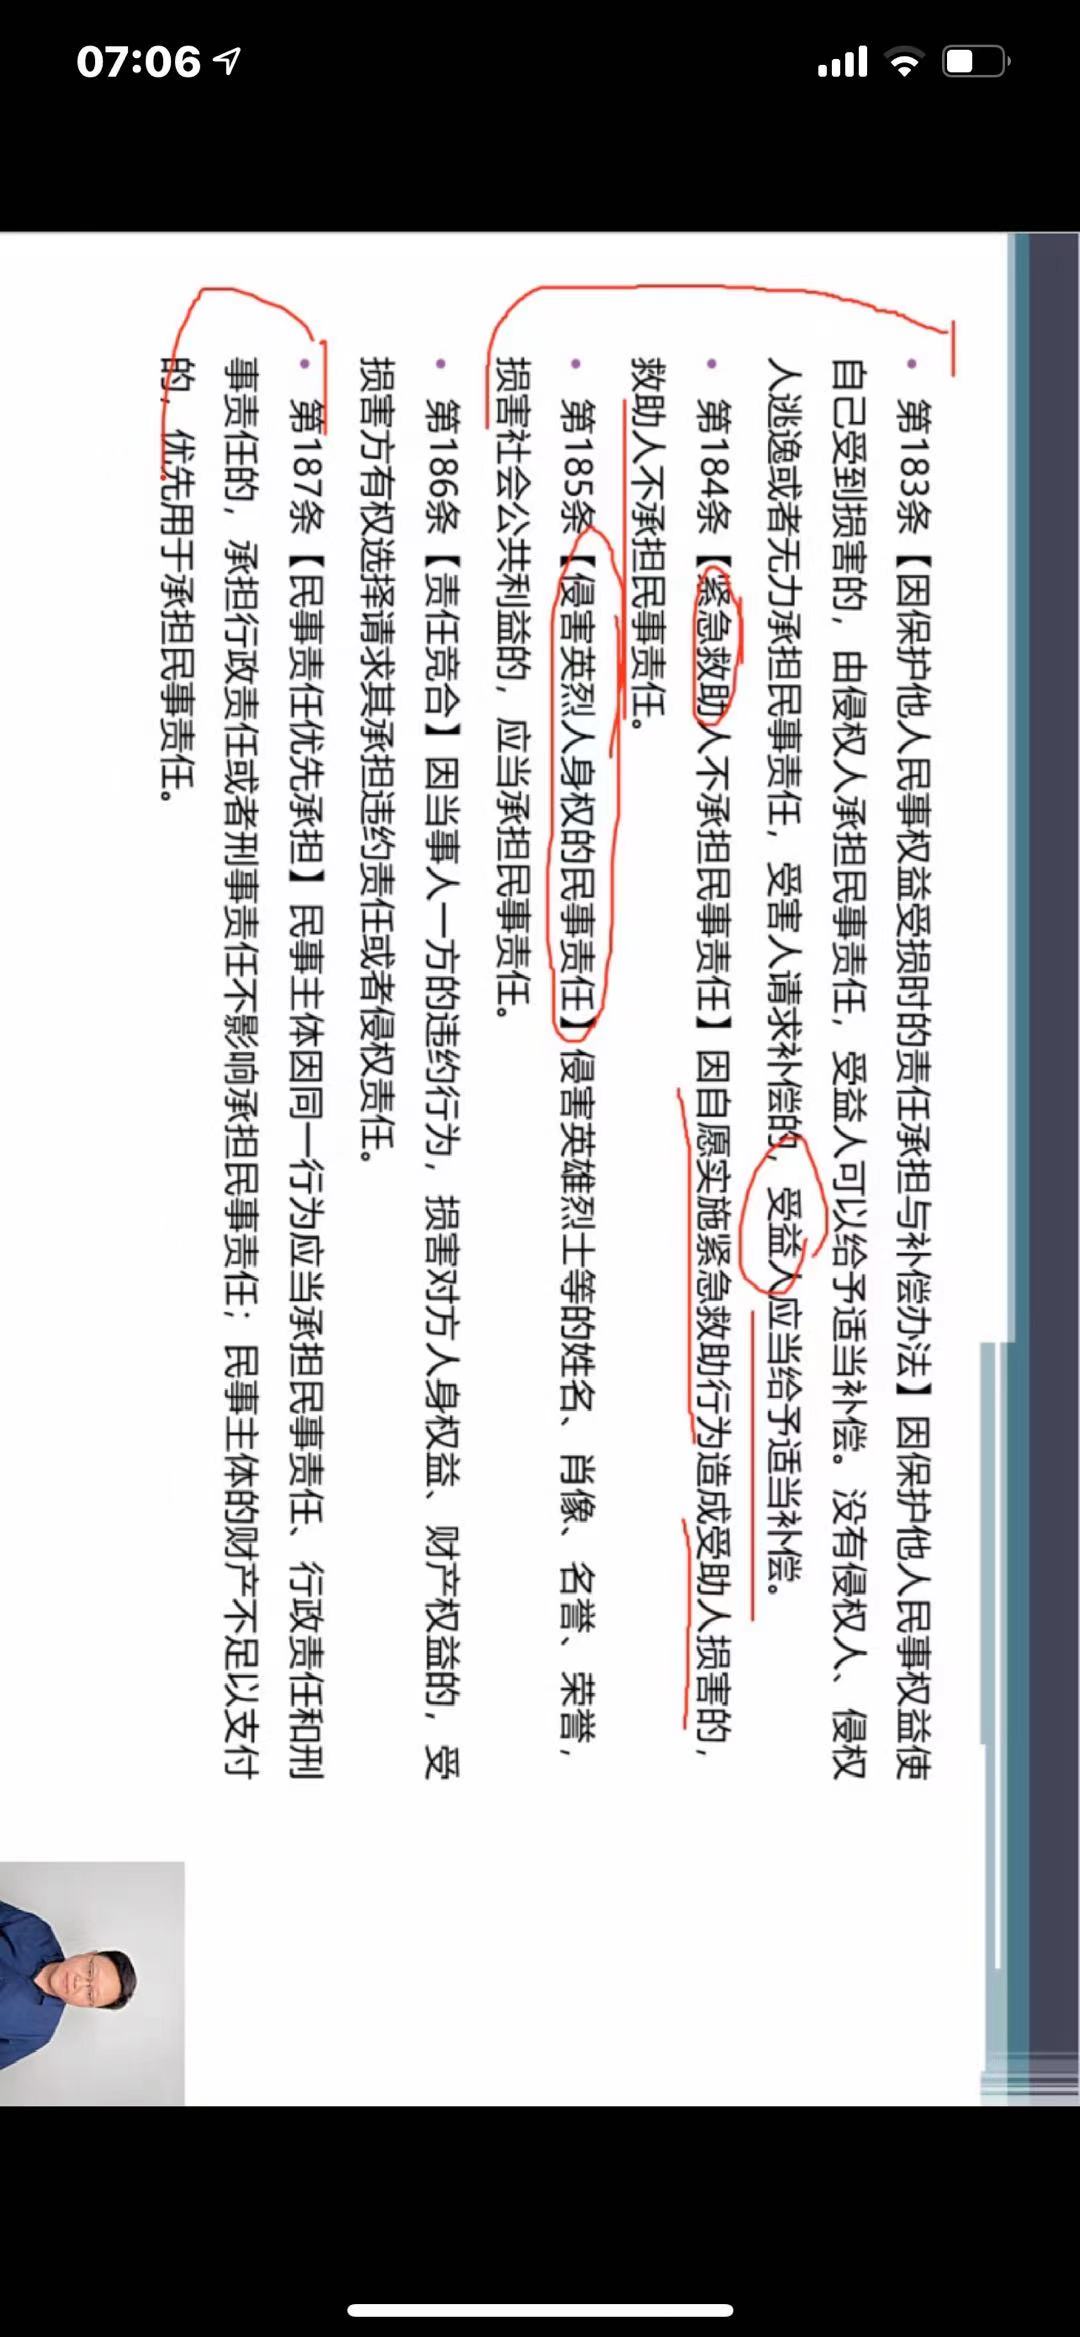 07:06
• 第183条【因保护他人民事权益受损时的责任承担与补偿办法】因保护他人民事权益使
自己受到损害的，由侵权人承担民事责任，受益人可以给予适当补偿。没有侵权人、侵权
人逃逸或者无力承担民事责任，受害人请求补偿的，受益人应当给予适当补偿。
• 第184条【紧急救助人不承担民事责任】因自愿实施紧急救助行为造成受助人损害的，
救助人不承担民事责任。
• 第185条【侵害英烈人身权的民事责任】侵害英雄烈士等的姓名、肖像、名誉、荣誉，
损害社会公共利益的，应当承担民事责任。
• 第186条【责任竞合】因当事人一方的违约行为，损害对方人身权益、财产权益的，受
损害方有权选择请求其承担违约责任或者侵权责任。
• 第187条【民事责任优先承担】民事主体因同一行为应当承担民事责任、行政责任和刑
事责任的，承担行政责任或者刑事责任不影响承担民事责任；民事主体的财产不足以支付
的，优先用于承担民事责任。